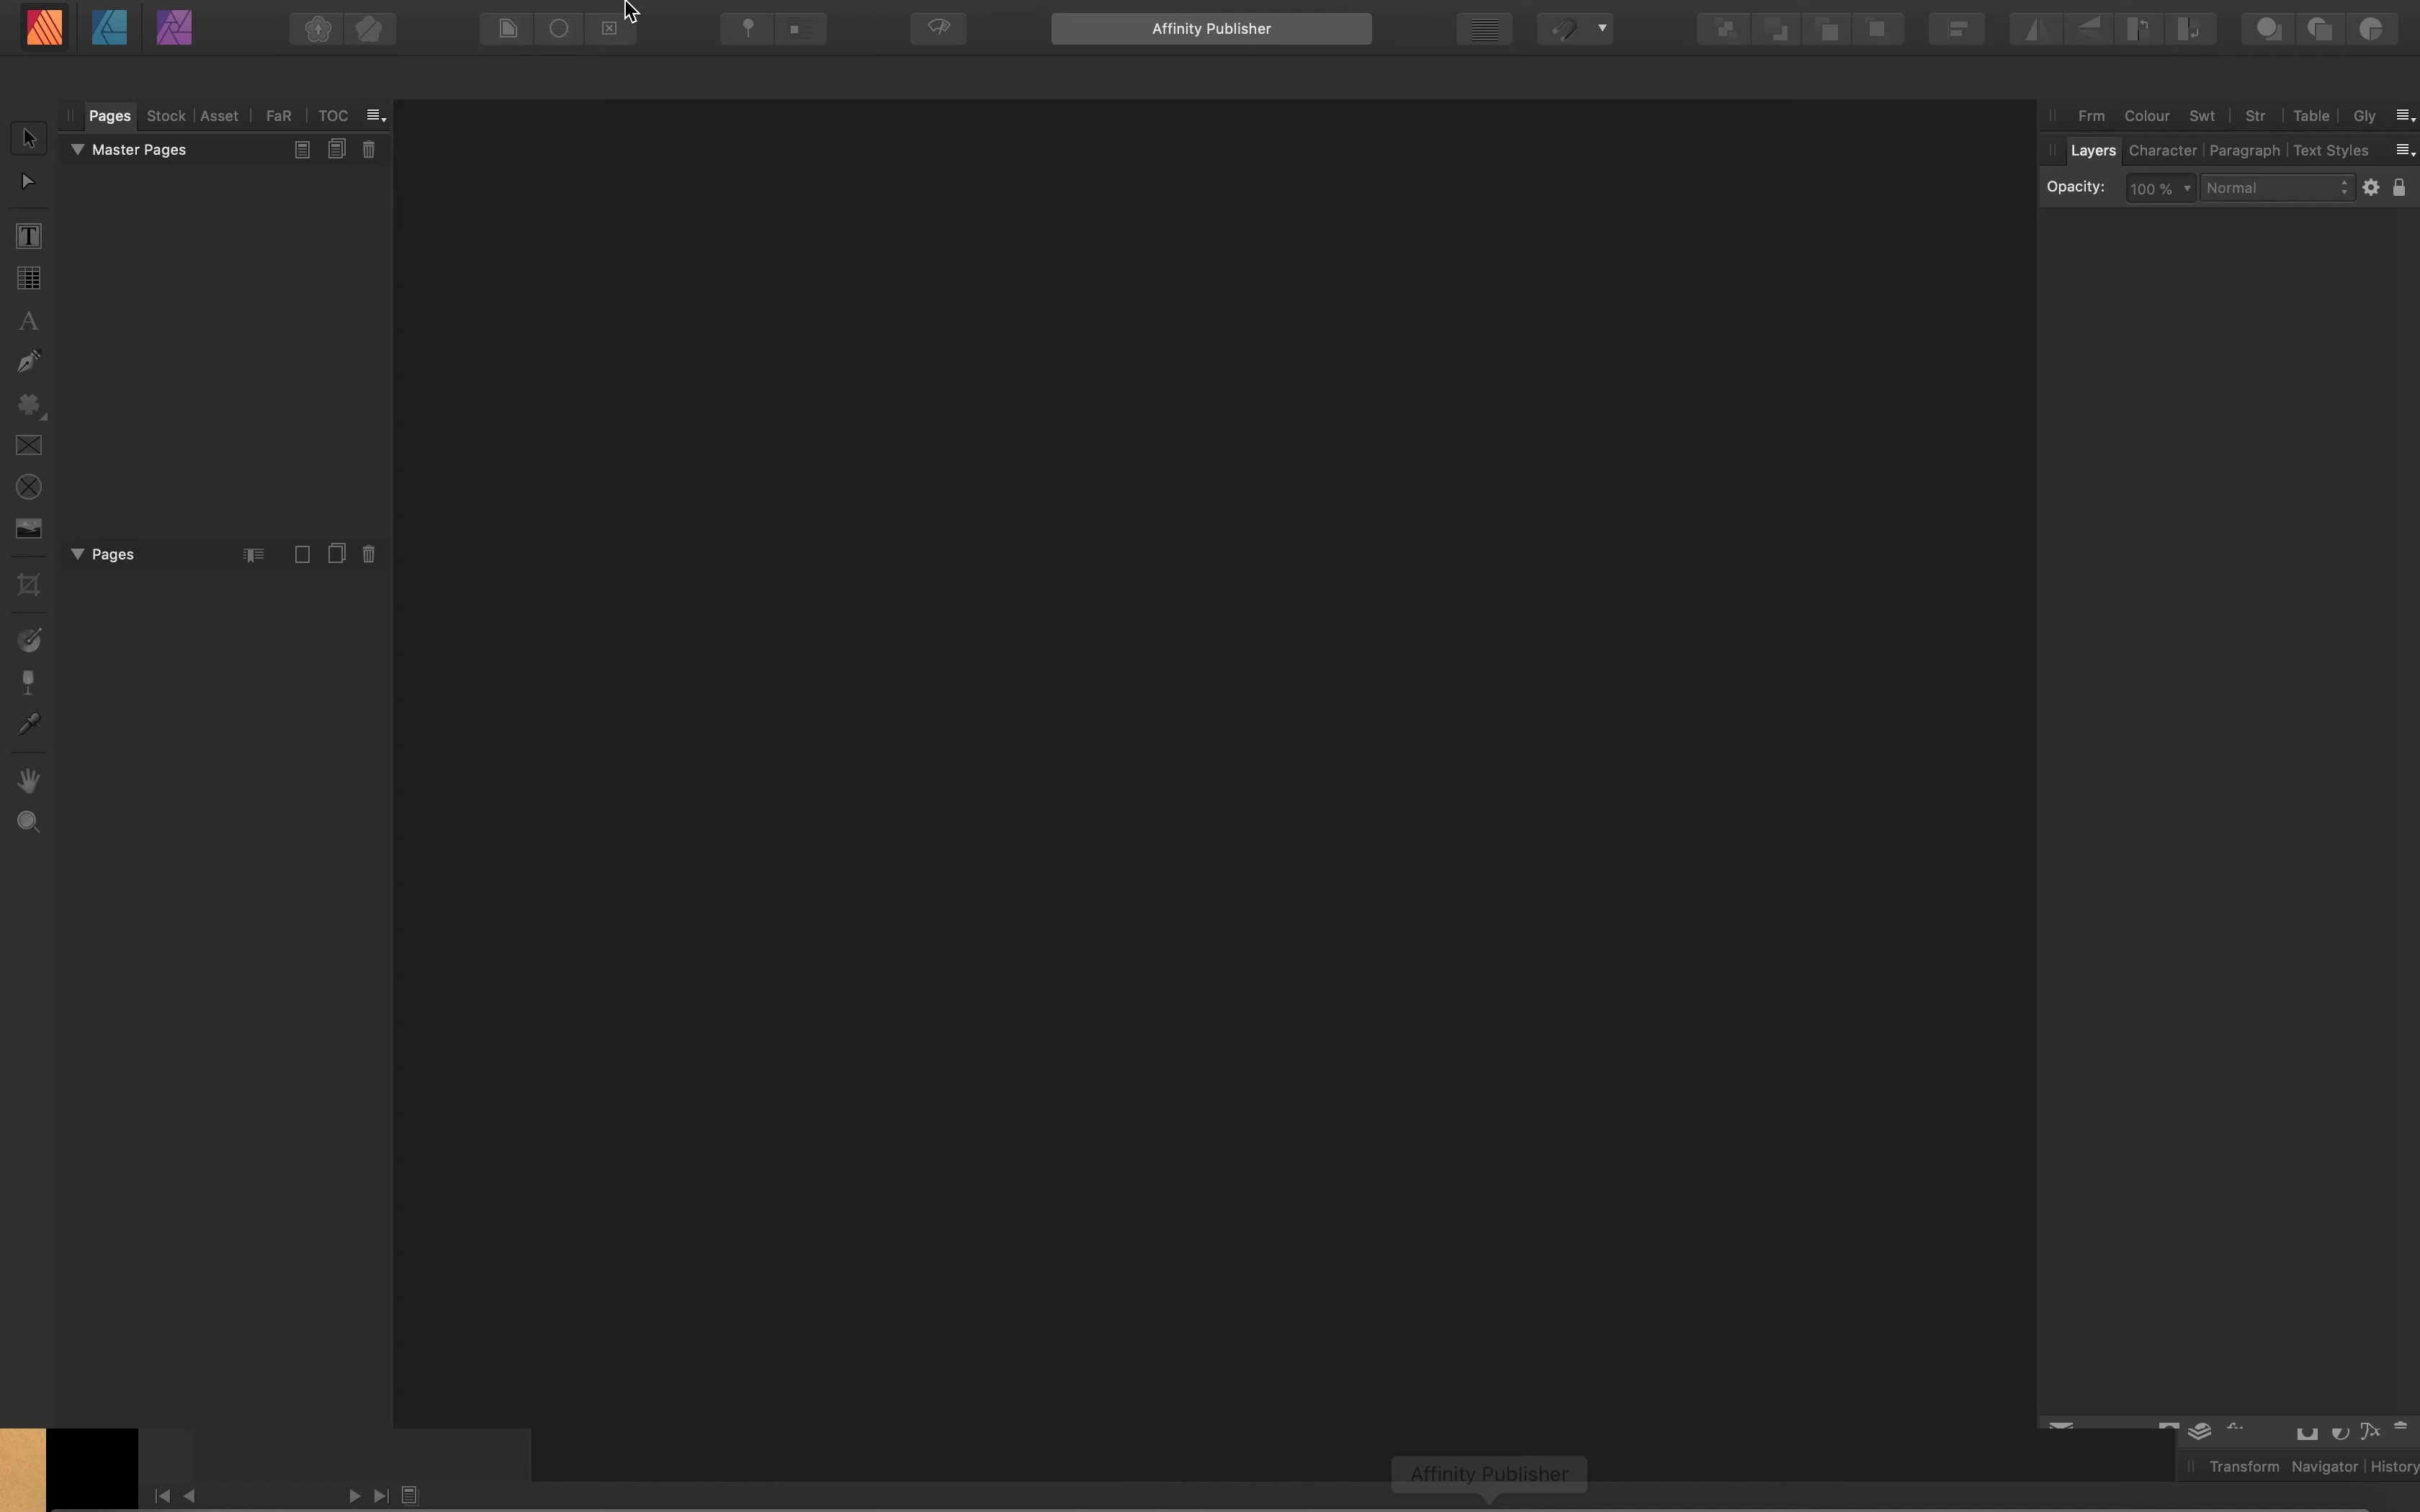 Affinity Publisher
Pages Stock Asset FaR TOC
Master Pages
Pages
Frm Colour Swt Str Table Gly
Layers Character Paragraph Text Styles
Opacity: 100 % Normal
Affinity Publisher
Transform Navigator History